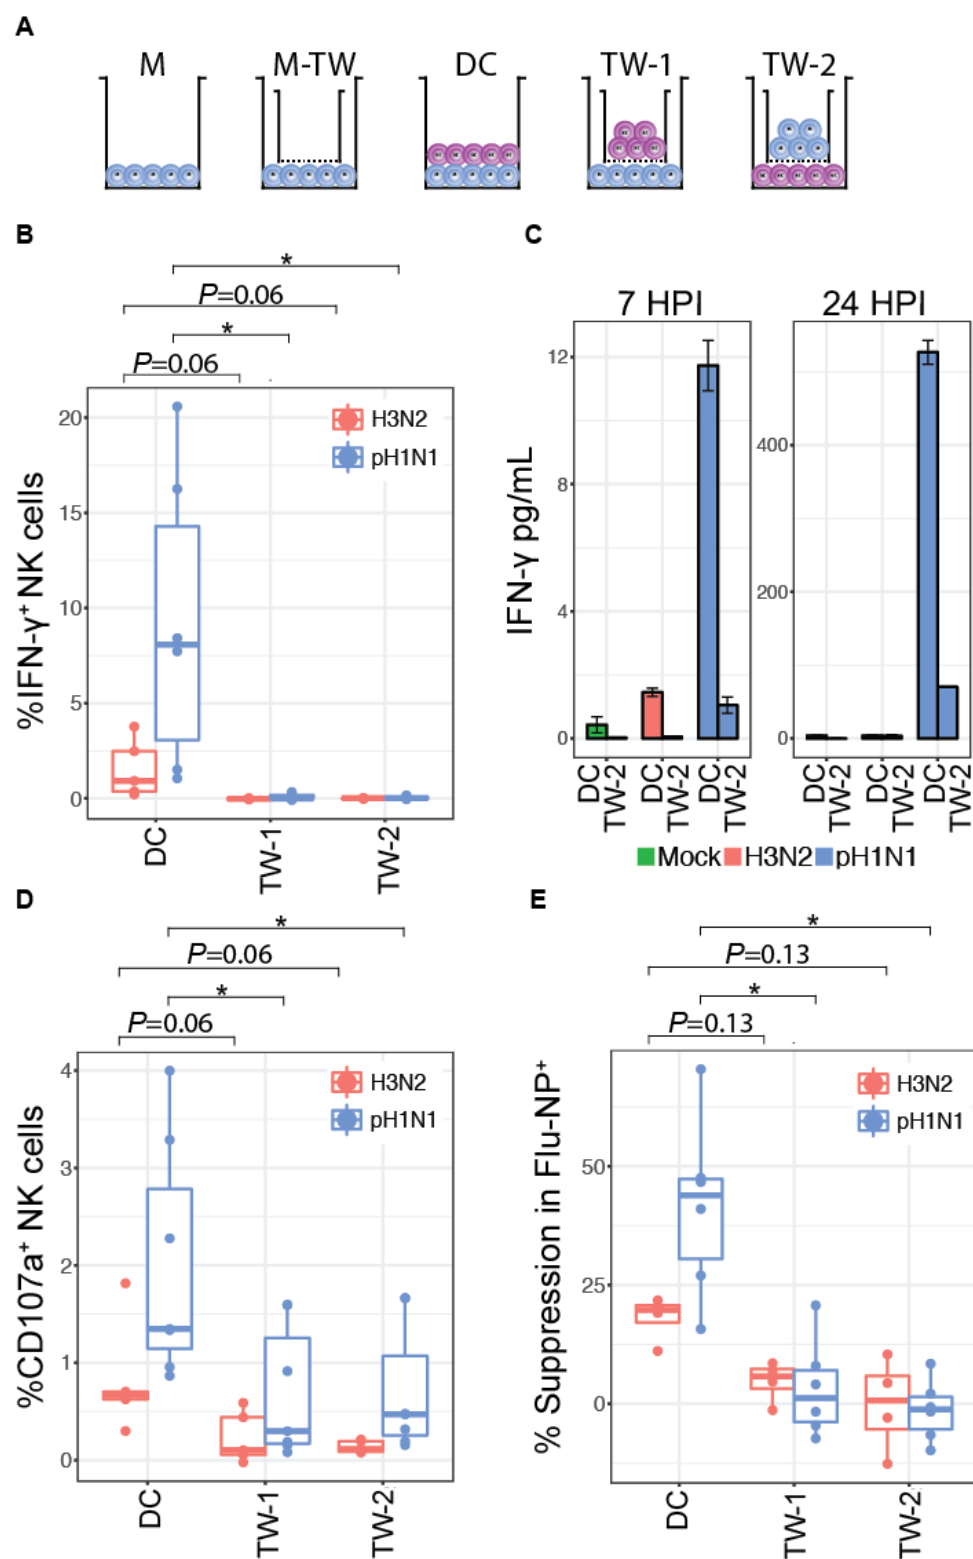 A
M M-TW DC TW-1 TW-2
B
*
P=0.06
*
P=0.06
%IFN-γ+ NK cells
20
15
10
5
0
H3N2
pH1N1
DC
TW-1
TW-2
C
7 HPI 24 HPI
IFN-γ pg/mL
12
8
4
0
400
200
0
DC
TW-2
DC
TW-2
DC
TW-2
DC
TW-2
DC
TW-2
DC
TW-2
Mock H3N2 pH1N1
D
*
P=0.06
*
P=0.06
%CD107a+ NK cells
4
3
2
1
0
H3N2
pH1N1
DC
TW-1
TW-2
E
*
P=0.13
*
P=0.13
% Suppression in Flu-NP+
50
25
0
H3N2
pH1N1
DC
TW-1
TW-2